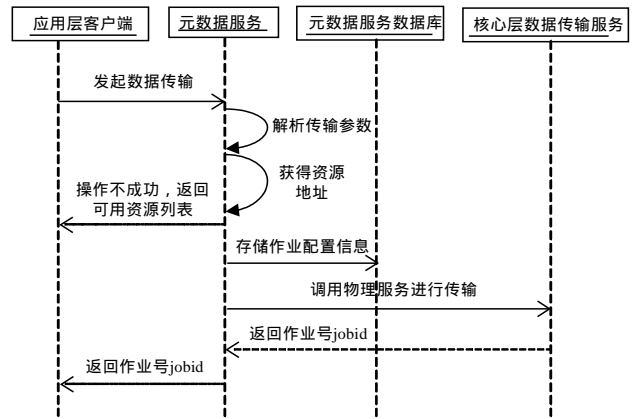 应用层客户端
元数据服务
元数据服务数据库
核心层数据传输服务
发起数据传输
解析传输参数
获得资源
地址
操作不成功，返回
可用资源列表
存储作业配置信息
调用物理服务进行传输
返回作业号jobid
返回作业号jobid